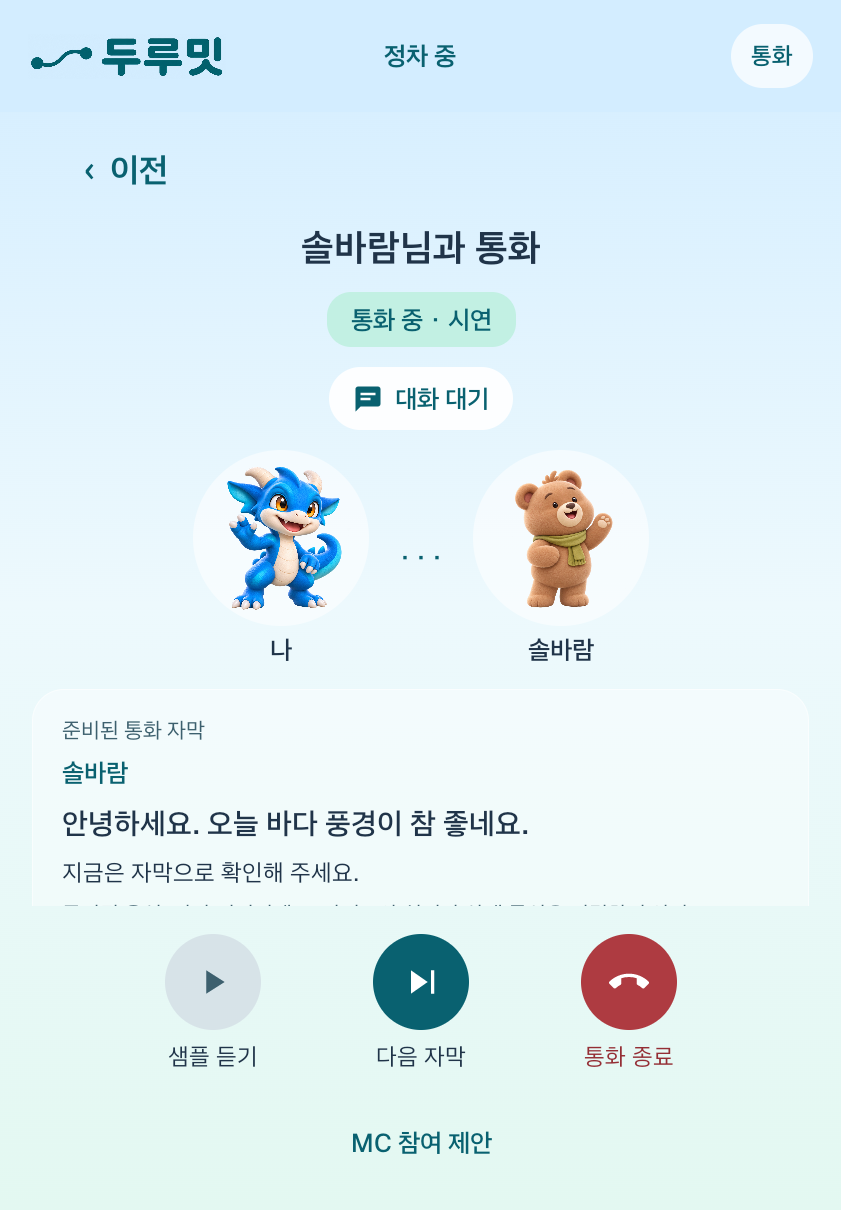 두루밋
정차 중
통화
이전
솔바람님과 통화
통화 중 · 시연
대화 대기
...
나
솔바람
준비된 통화 자막
솔바람
안녕하세요. 오늘 바다 풍경이 참 좋네요.
지금은 자막으로 확인해 주세요.
샘플 듣기
다음 자막
통화 종료
MC 참여 제안